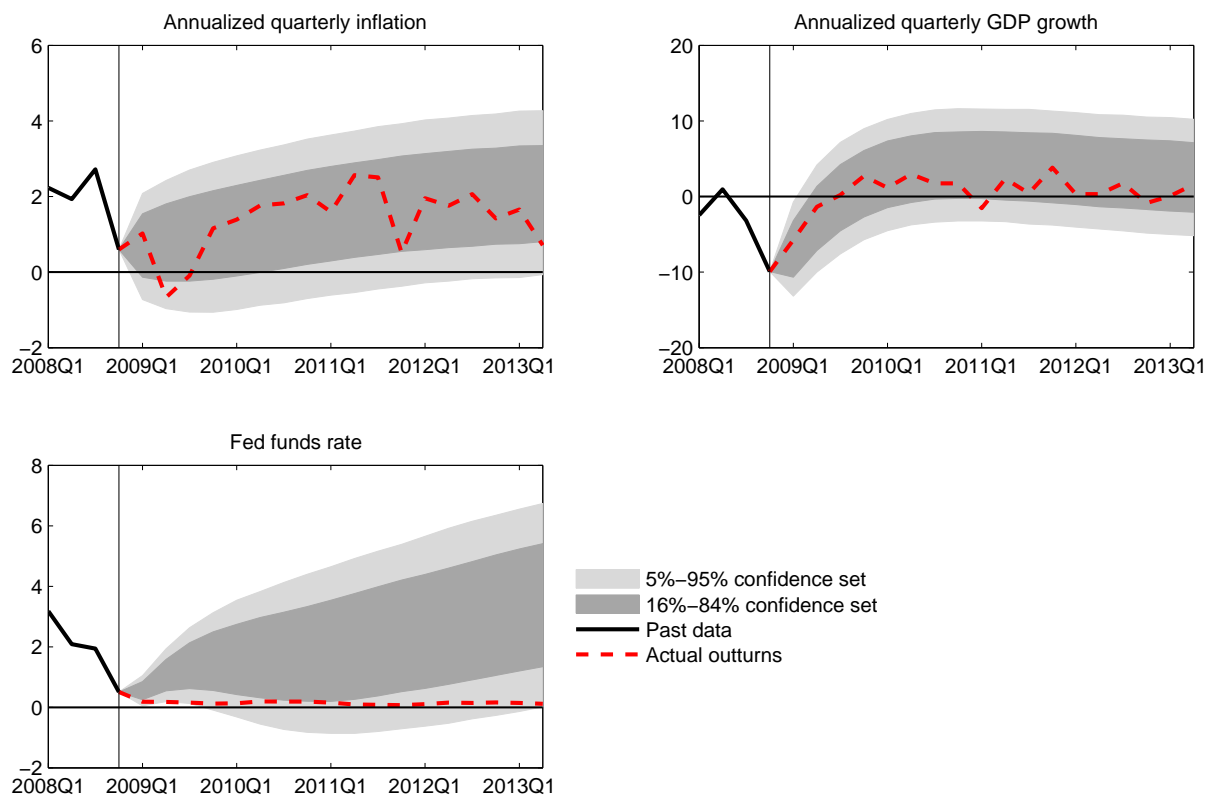 Annualized quarterly inflation
6
4
2
0
−2
2008Q1 2009Q1 2010Q1 2011Q1 2012Q1 2013Q1
Annualized quarterly GDP growth
20
10
0
−10
−20
2008Q1 2009Q1 2010Q1 2011Q1 2012Q1 2013Q1
Fed funds rate
8
6
4
2
0
−2
2008Q1 2009Q1 2010Q1 2011Q1 2012Q1 2013Q1
5%−95% confidence set
16%−84% confidence set
Past data
Actual outturns